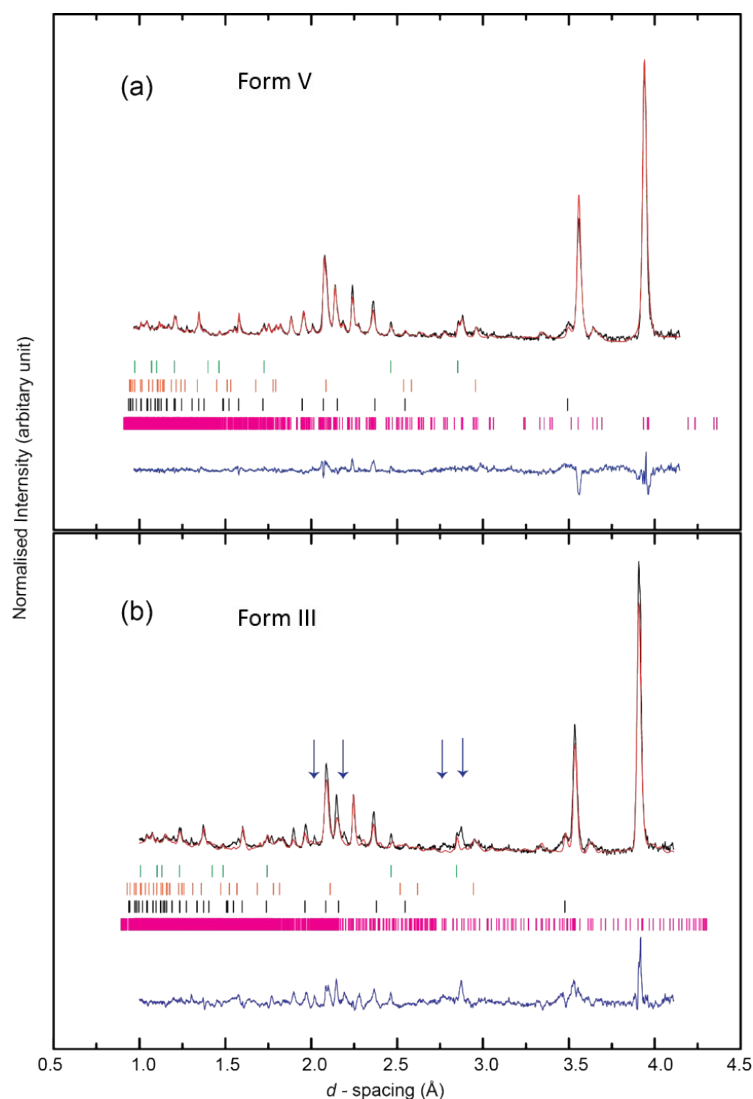 (a)
Form V
(b)
Form III
Normalised Internsity (arbitary unit)
0.5 1.0 1.5 2.0 2.5 3.0 3.5 4.0 4.5
d - spacing (Å)